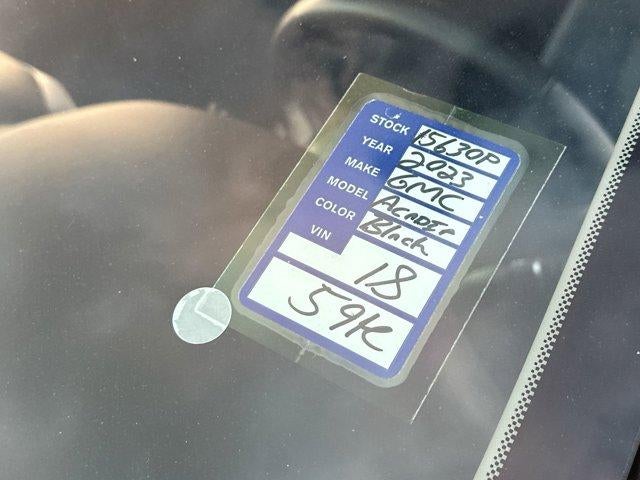 STOCK 15630P
YEAR 2023
MAKE GMC
MODEL Acadia
COLOR Black
VIN
18
59K